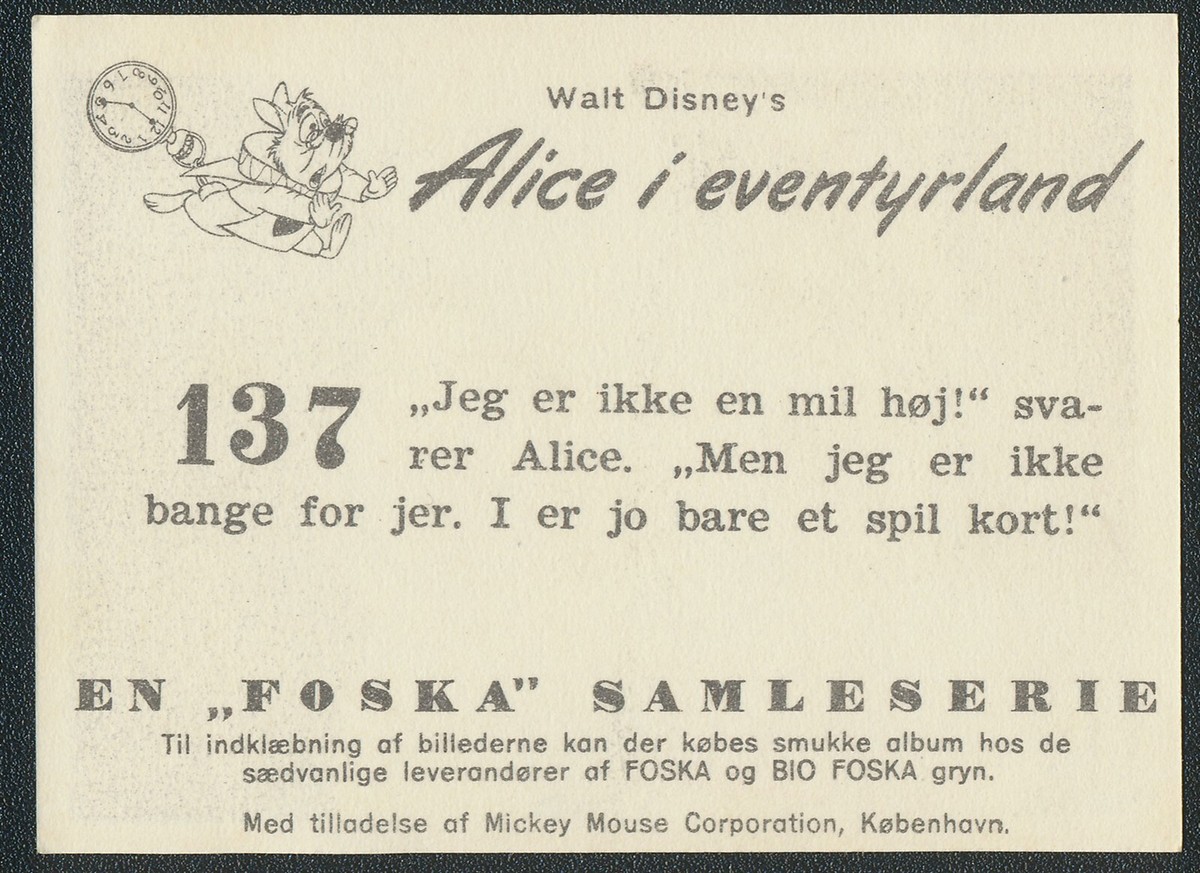 Walt Disney's
Alice i eventyrland
137 „Jeg er ikke en mil høj!“ sva-
rer Alice. „Men jeg er ikke
bange for jer. I er jo bare et spil kort!“
EN „FOSKA” SAMLESERIE
Til indklæbning af billederne kan der købes smukke album hos de
sædvanlige leverandører af FOSKA og BIO FOSKA gryn.
Med tilladelse af Mickey Mouse Corporation, København.